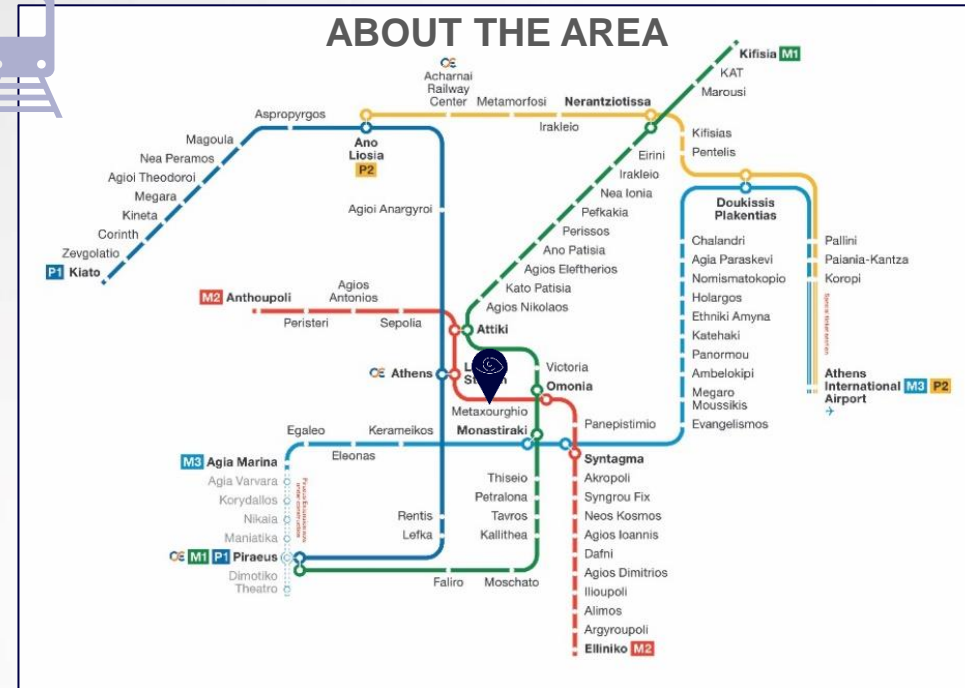 ABOUT THE AREA
Kifisia M1
KAT
Marousi
Acharnai
Railway
Center
Metamorfosi
Nerantziotissa
Irakleio
Aspropyrgos
Magoula
Nea Peramos
Agioi Theodoroi
Megara
Kineta
Corinth
Zevgolatio
P1 Kiato
Ano
Liosia
P2
Agioi Anargyroi
Kifisias
Pentelis
Eirini
Irakleio
Nea Ionia
Pefkakia
Perissos
Ano Patisia
Agios Eleftherios
Kato Patisia
Agios Nikolaos
Doukissis
Plakentias
Chalandri
Agia Paraskevi
Nomismatokopio
Holargos
Ethniki Amyna
Katehaki
Panormou
Ambelokipi
Megaro
Moussikis
Evangelismos
Pallini
Paiania-Kantza
Koropi
Athens
International M3 P2
Airport
M2 Anthoupoli
Peristeri
Agios
Antonios
Sepolia
Attiki
Athens
Victoria
Omonia
Metaxourghio
Monastiraki
Panepistimio
Egaleo
Kerameikos
Eleonas
M3 Agia Marina
Agia Varvara
Korydallos
Nikaia
Maniatika
M1 P1 Piraeus
Dimotiko
Theatro
Rentis
Lefka
Faliro
Moschato
Thiseio
Petralona
Tavros
Kallithea
Syntagma
Akropoli
Syngrou Fix
Neos Kosmos
Agios Ioannis
Dafni
Agios Dimitrios
Ilioupoli
Alimos
Argyroupoli
Elliniko M2